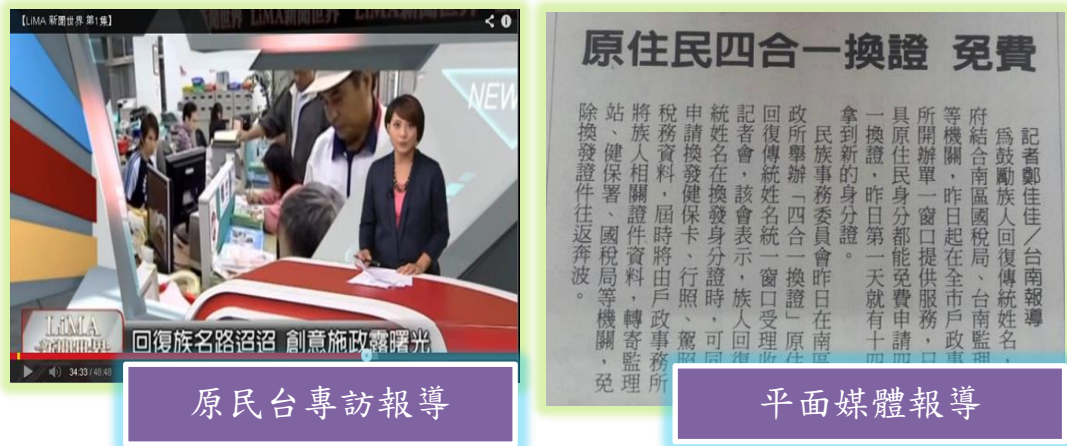 【LiMA 新聞世界 第1集】
NEW
LiMA
新聞世界
回復族名路迢迢 創意施政露曙光
34:33 / 48:48
原民台專訪報導
原住民四合一換證 免費
記者鄭佳佳╱台南報導
為鼓勵族人回復傳統姓名，
府結合南區國稅局、台南監理
等機關，昨日起在全市戶政事
所開辦單一窗口提供服務，只
具原住民身分都能免費申請四
一換證，昨日第一天就有十四
拿到新的身分證。
民族事務委員會昨日在南區
政所舉辦「四合一換證」原住
回復傳統姓名統一窗口受理收
記者會，該會表示，族人回復
統姓名在換發身分證時，可同
申請換發健保卡、行照、駕照
稅務資料，屆時將由戶政事務所
將族人相關證件資料，轉寄監理
站、健保署、國稅局等機關，免
除換發證件往返奔波。
平面媒體報導